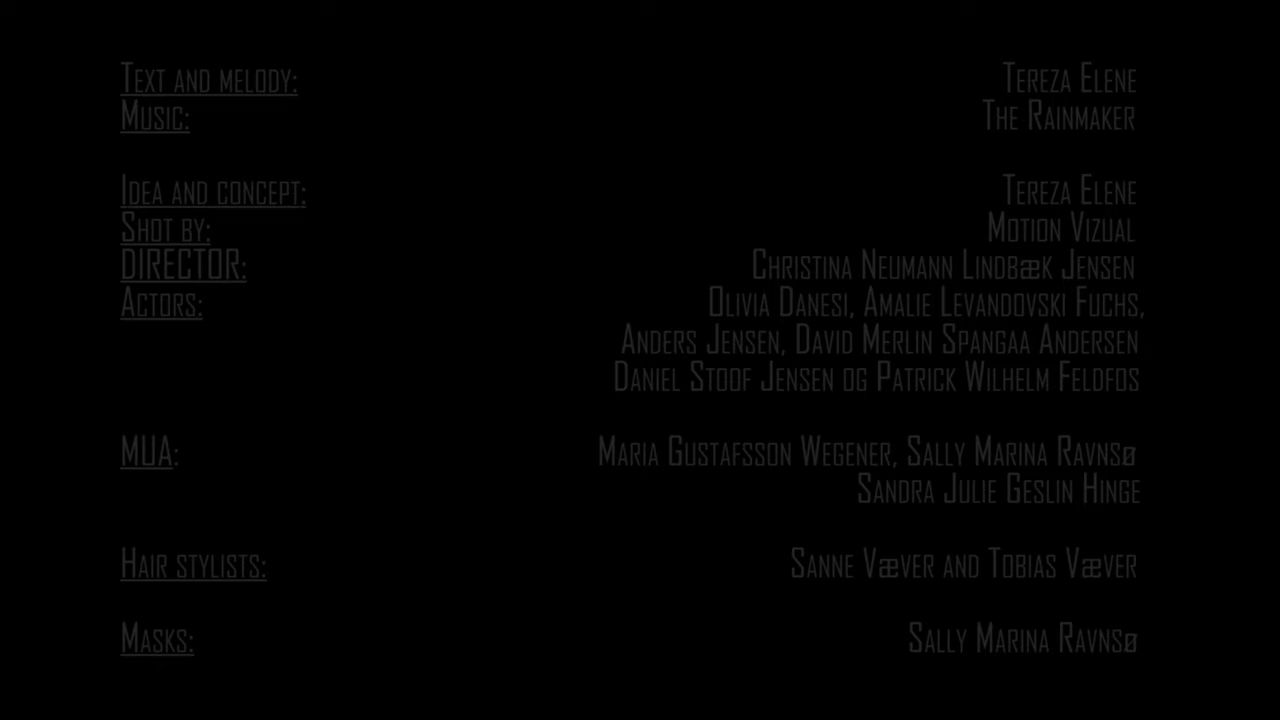 Text and melody: Tereza Elene
Music: The Rainmaker
Idea and concept: Tereza Elene
Shot by: Motion Vizual
DIRECTOR: Christina Neumann Lindbæk Jensen
Actors: Olivia Danesi, Amalie Levandovski Fuchs,
Anders Jensen, David Merlin Spangaa Andersen
Daniel Stoof Jensen og Patrick Wilhelm Feldfos
MUA: Maria Gustafsson Wegener, Sally Marina Ravnsø
Sandra Julie Geslin Hinge
Hair stylists: Sanne Væver and Tobias Væver
Masks: Sally Marina Ravnsø